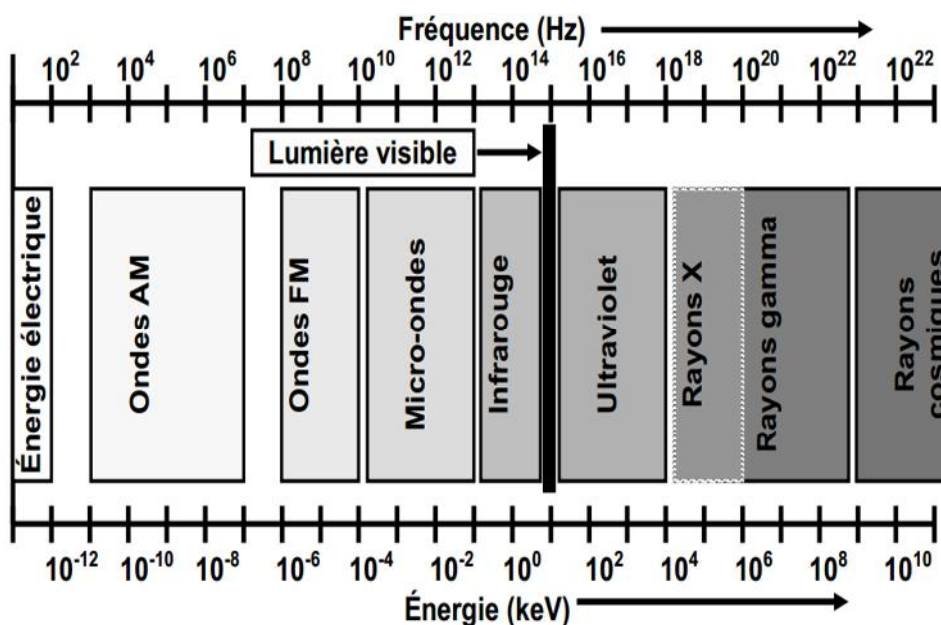 Fréquence (Hz)
10² 10⁴ 10⁶ 10⁸ 10¹⁰ 10¹² 10¹⁴ 10¹⁶ 10¹⁸ 10²⁰ 10²² 10²²
Lumière visible
Énergie électrique
Ondes AM
Ondes FM
Micro-ondes
Infrarouge
Ultraviolet
Rayons X
Rayons gamma
Rayons
cosmiques
10⁻¹² 10⁻¹⁰ 10⁻⁸ 10⁻⁶ 10⁻⁴ 10⁻² 10⁰ 10² 10⁴ 10⁶ 10⁸ 10¹⁰
Énergie (keV)